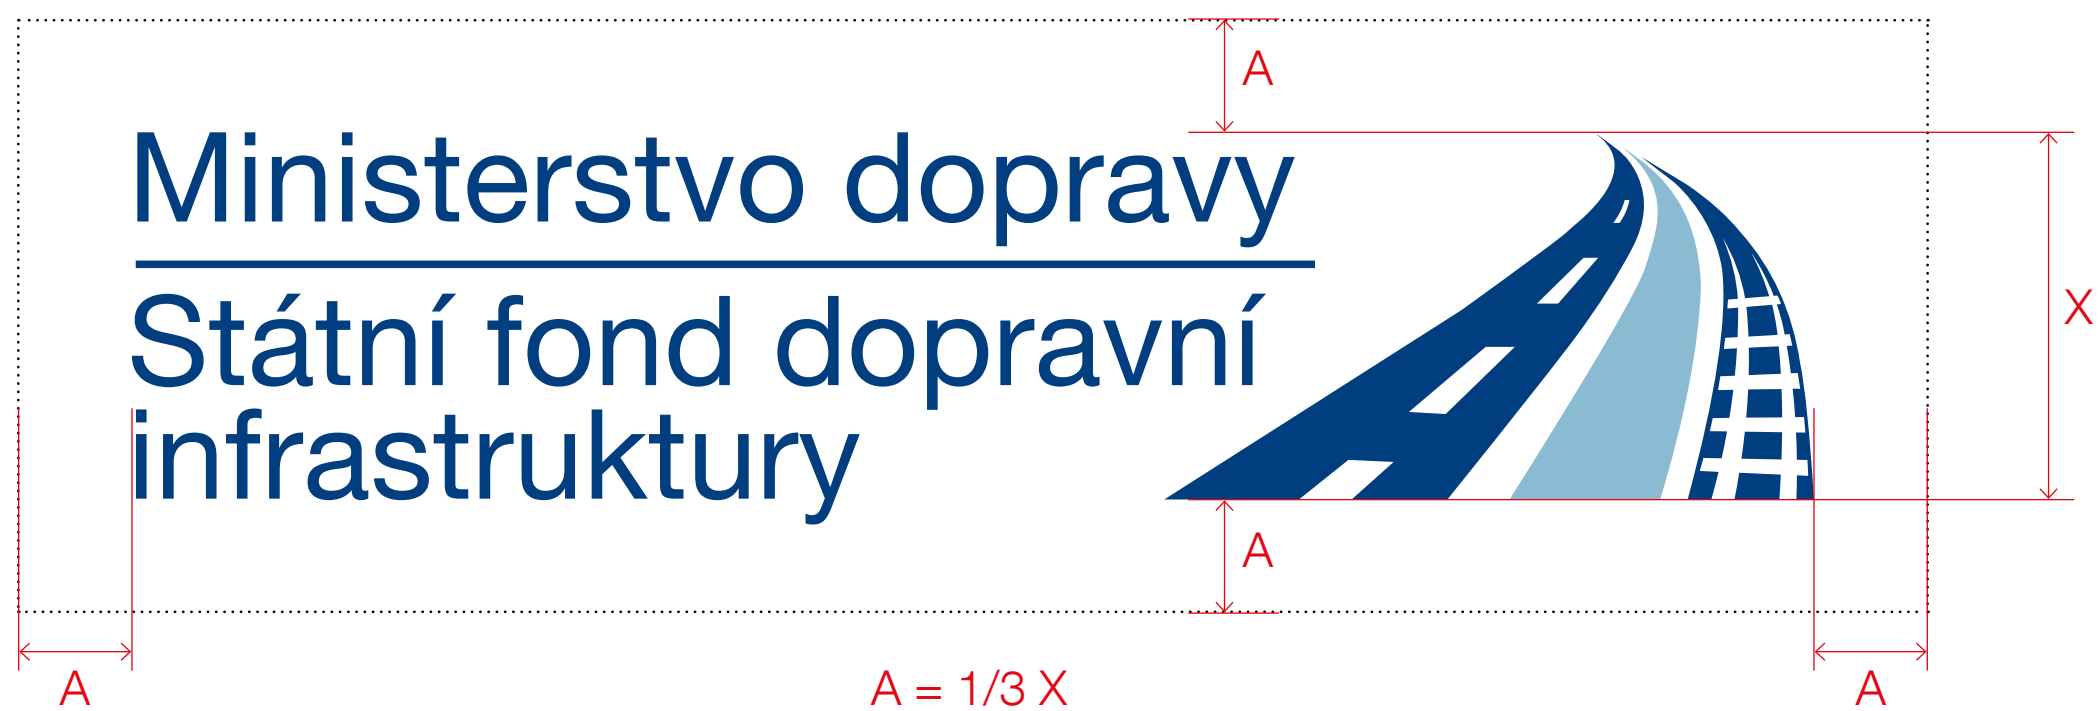 A
Ministerstvo dopravy
X
Státní fond dopravní
infrastruktury
A
A
A = 1/3 X
A